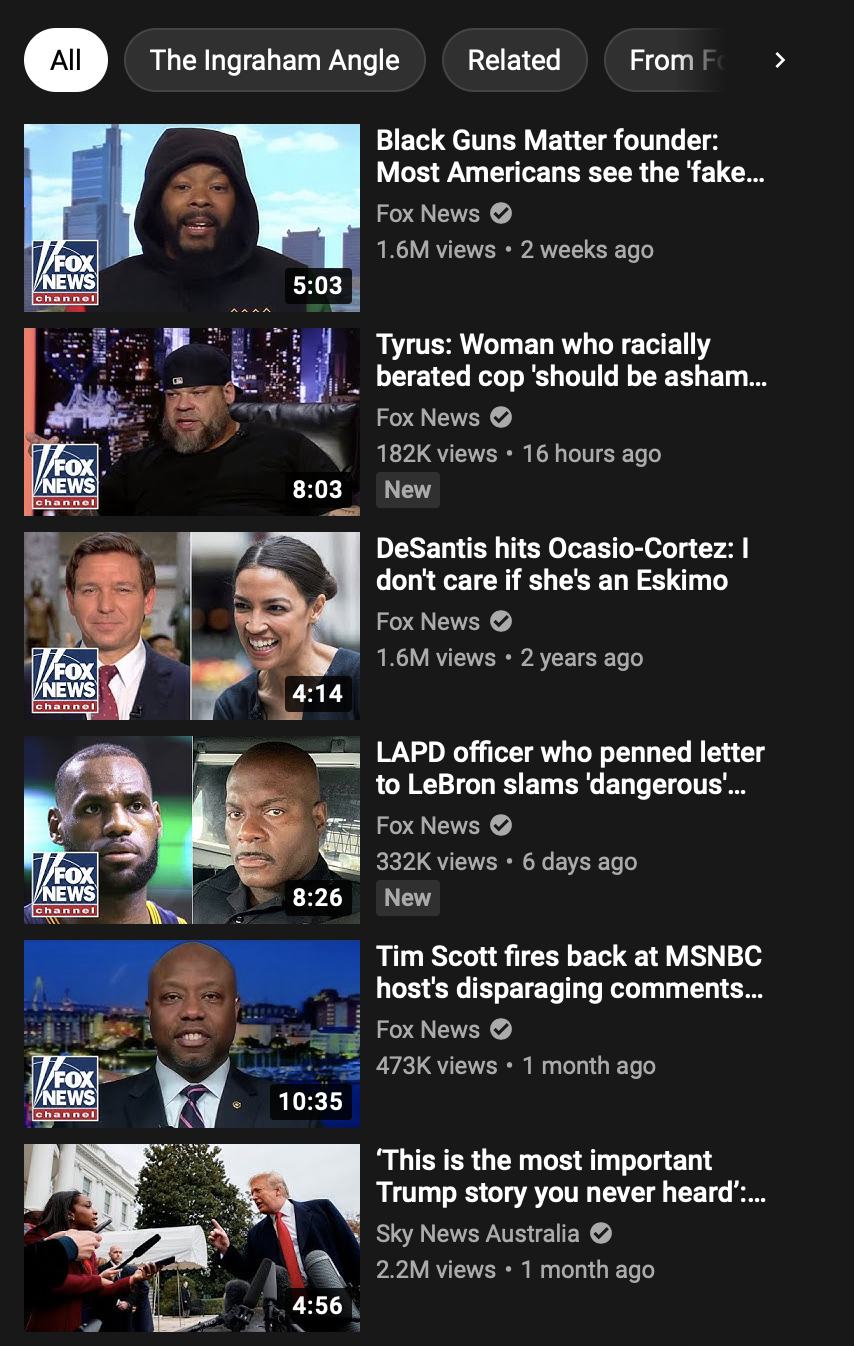 All
The Ingraham Angle
Related
From
Black Guns Matter founder:
Most Americans see the 'fake...
Fox News
1.6M views • 2 weeks ago
FOX
NEWS
channel
5:03
Tyrus: Woman who racially
berated cop 'should be asham...
Fox News
182K views • 16 hours ago
New
FOX
NEWS
channel
8:03
DeSantis hits Ocasio-Cortez: I
don't care if she's an Eskimo
Fox News
1.6M views • 2 years ago
FOX
NEWS
channel
4:14
LAPD officer who penned letter
to LeBron slams 'dangerous'...
Fox News
332K views • 6 days ago
New
FOX
NEWS
channel
8:26
Tim Scott fires back at MSNBC
host's disparaging comments...
Fox News
473K views • 1 month ago
FOX
NEWS
channel
10:35
‘This is the most important
Trump story you never heard’:...
Sky News Australia
2.2M views • 1 month ago
4:56